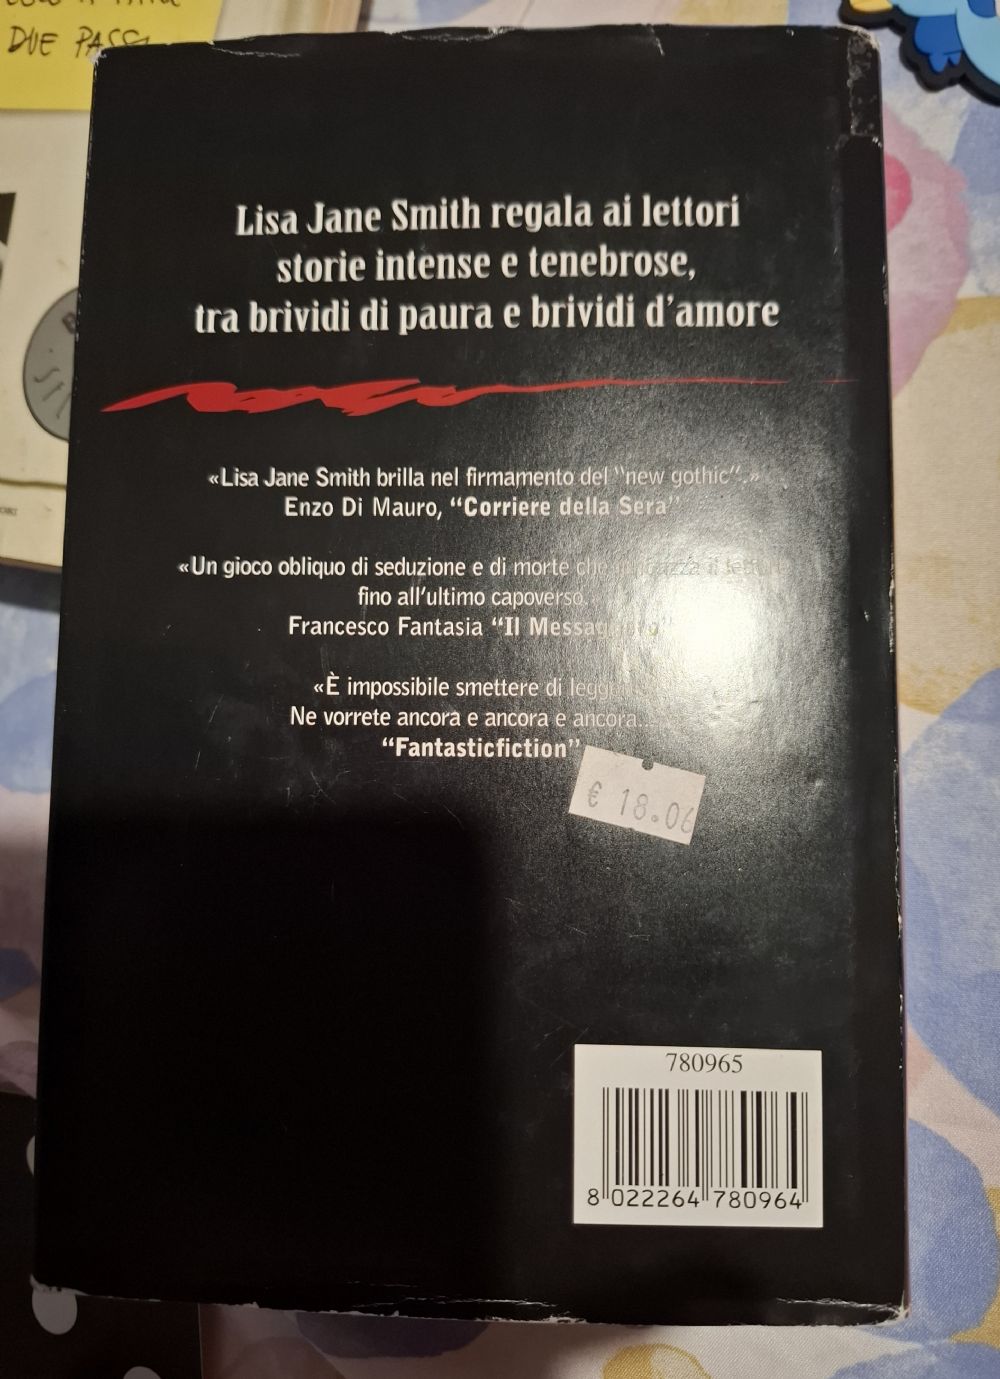 DUE PASSI
Lisa Jane Smith regala ai lettori
storie intense e tenebrose,
tra brividi di paura e brividi d'amore
«Lisa Jane Smith brilla nel firmamento del "new gothic".»
Enzo Di Mauro, "Corriere della Sera"
«Un gioco obliquo di seduzione e di morte che
fino all'ultimo capoverso.
Francesco Fantasia "Il Messaggero"
«È impossibile smettere di
Ne vorrete ancora e ancora e ancora...
"Fantasticfiction"
€ 18.06
780965
8 022264 780964